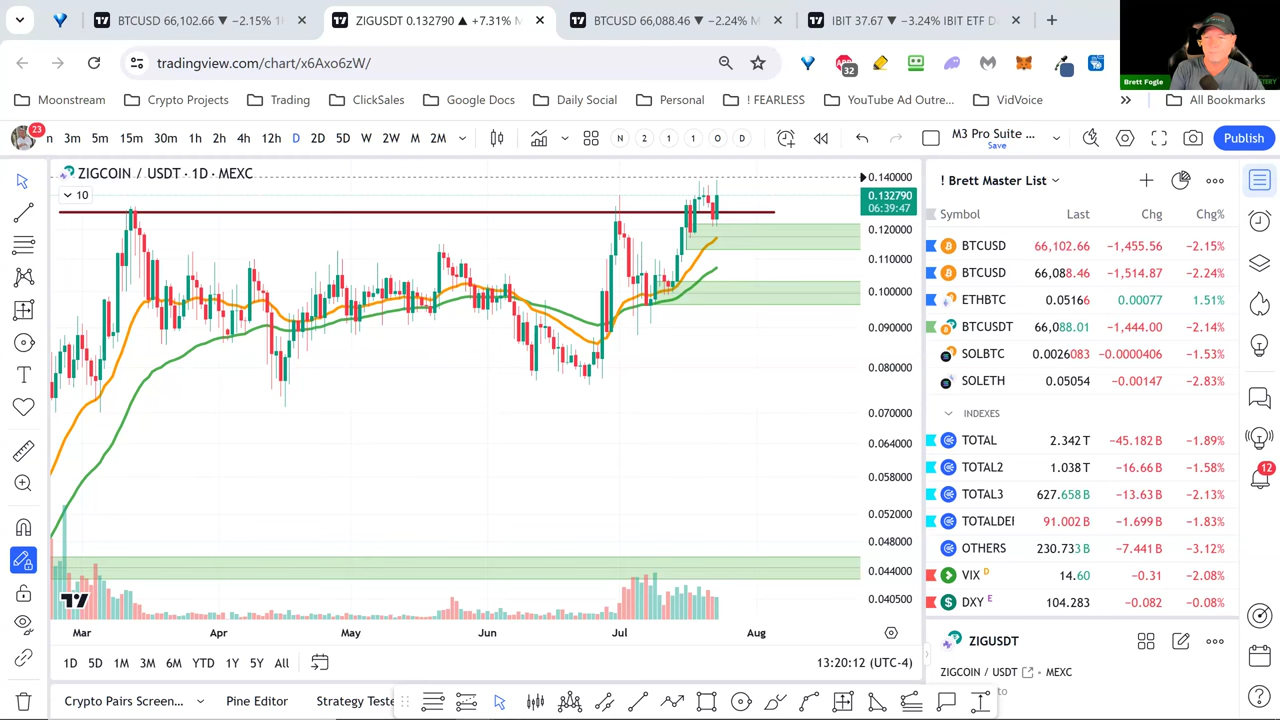 BTCUSD 66,102.66 ▼ −2.15% 1
ZIGUSDT 0.132790 ▲ +7.31% M
BTCUSD 66,088.46 ▼ −2.24% M
IBIT 37.67 ▼ −3.24% IBIT ETF D
tradingview.com/chart/x6Axo6zW/
32
Brett Fogle
Moonstream
Crypto Projects
Trading
ClickSales
Google Docs
Daily Social
Personal
! FEARLESS
YouTube Ad Outre...
VidVoice
All Bookmarks
23
n 3m 5m 15m 30m 1h 2h 4h 12h D 2D 5D W 2W M 2M
N 2 1 1 O D
M3 Pro Suite ...
Save
Publish
ZIGCOIN / USDT · 1D · MEXC
10
0.140000
0.132790
06:39:47
0.120000
0.110000
0.100000
0.090000
0.080000
0.070000
0.064000
0.058000
0.052000
0.048000
0.044000
0.040500
Mar Apr May Jun Jul Aug
! Brett Master List
Symbol Last Chg Chg%
BTCUSD 66,102.66 −1,455.56 −2.15%
BTCUSD 66,088.46 −1,514.87 −2.24%
ETHBTC 0.05166 0.00077 1.51%
BTCUSDT 66,088.01 −1,444.00 −2.14%
SOLBTC 0.0026083 −0.0000406 −1.53%
SOLETH 0.05054 −0.00147 −2.83%
INDEXES
TOTAL 2.342 T −45.182 B −1.89%
TOTAL2 1.038 T −16.66 B −1.58%
TOTAL3 627.658 B −13.63 B −2.13%
TOTALDEI 91.002 B −1.699 B −1.83%
OTHERS 230.733 B −7.441 B −3.12%
VIX D 14.60 −0.31 −2.08%
DXY E 104.283 −0.082 −0.08%
12
ZIGUSDT
ZIGCOIN / USDT MEXC
to
1D 5D 1M 3M 6M YTD 1Y 5Y All
13:20:12 (UTC-4)
Crypto Pairs Screen...
Pine Editor
Strategy Teste